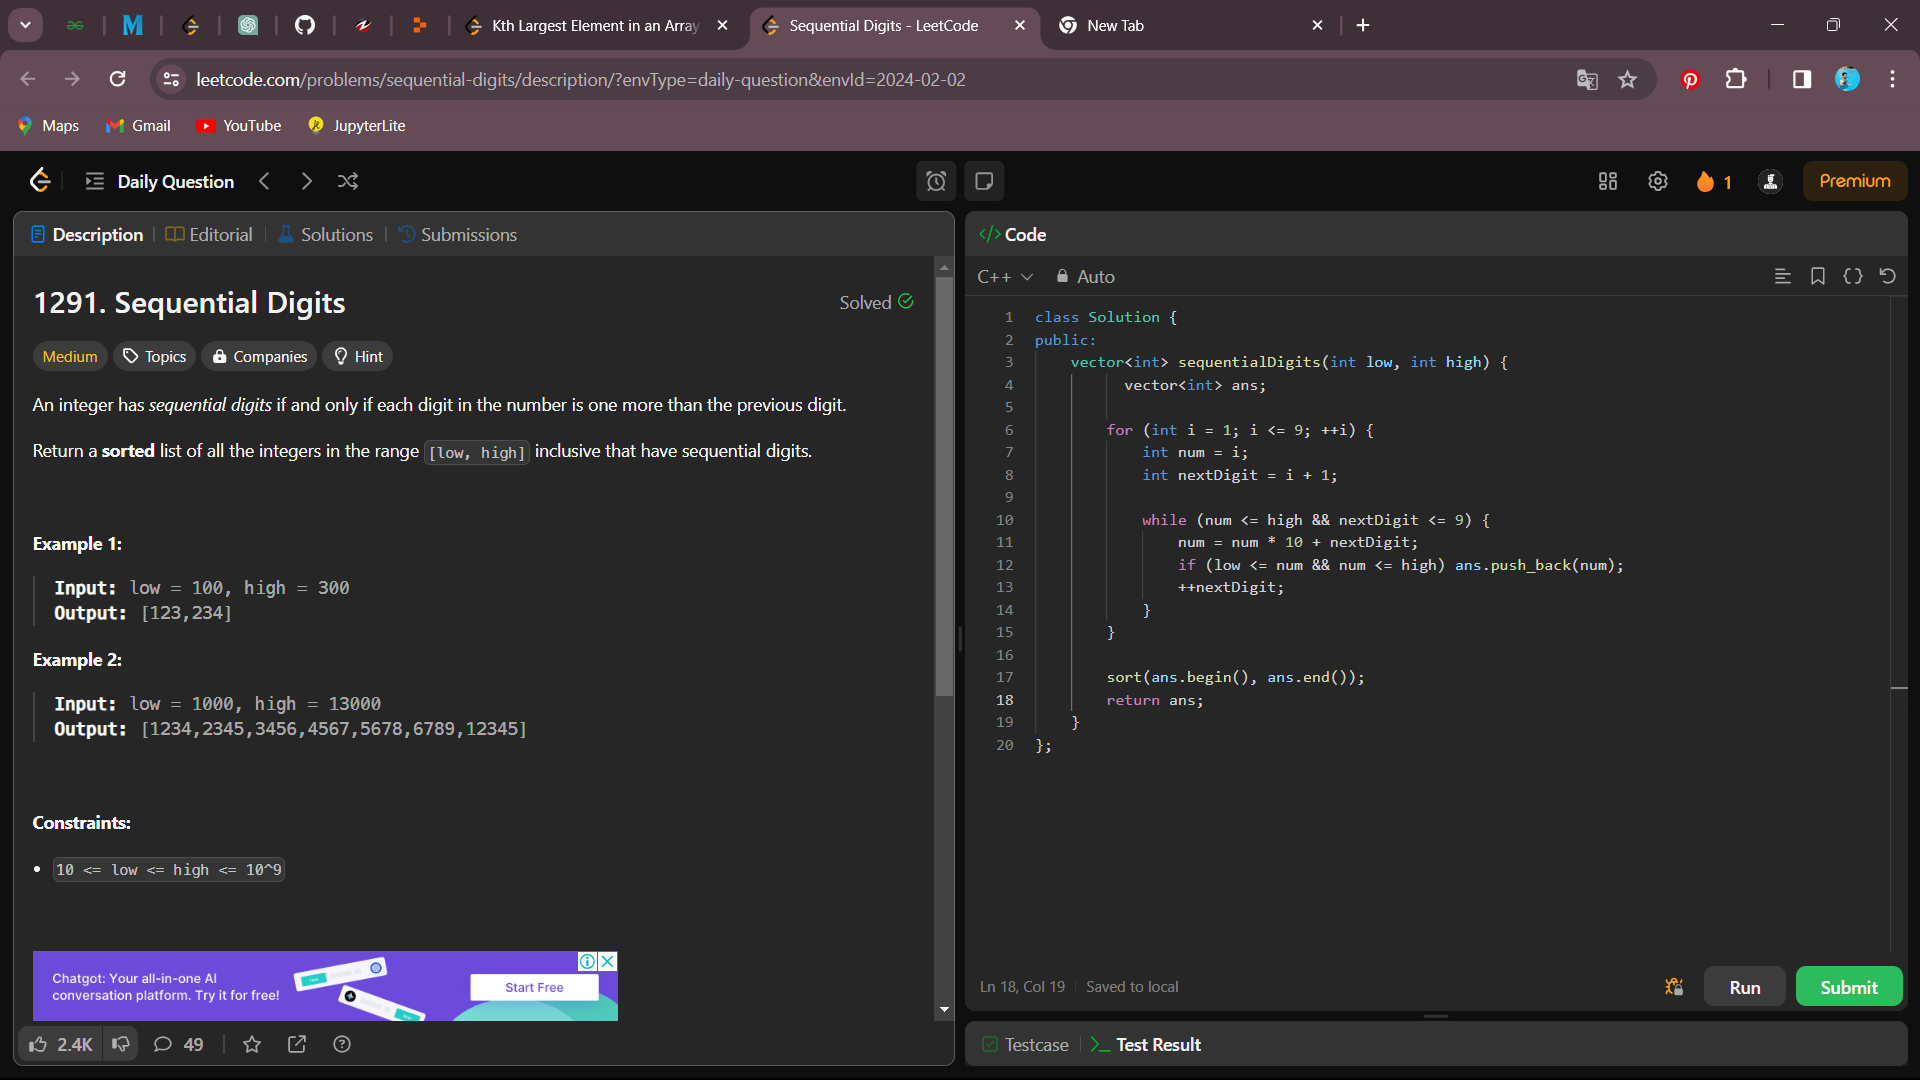 Kth Largest Element in an Array
Sequential Digits - LeetCode
New Tab
leetcode.com/problems/sequential-digits/description/?envType=daily-question&envId=2024-02-02
Maps
Gmail
YouTube
JupyterLite
Daily Question
1
Premium
Description
Editorial
Solutions
Submissions
1291. Sequential Digits
Solved
Medium
Topics
Companies
Hint
An integer has sequential digits if and only if each digit in the number is one more than the previous digit.
Return a sorted list of all the integers in the range [low, high] inclusive that have sequential digits.
Example 1:
Input: low = 100, high = 300
Output: [123,234]
Example 2:
Input: low = 1000, high = 13000
Output: [1234,2345,3456,4567,5678,6789,12345]
Constraints:
10 <= low <= high <= 10^9
Chatgot: Your all-in-one AI
conversation platform. Try it for free!
Start Free
2.4K
49
</> Code
C++
Auto
1 class Solution {
2 public:
3 vector<int> sequentialDigits(int low, int high) {
4 vector<int> ans;
5
6 for (int i = 1; i <= 9; ++i) {
7 int num = i;
8 int nextDigit = i + 1;
9
10 while (num <= high && nextDigit <= 9) {
11 num = num * 10 + nextDigit;
12 if (low <= num && num <= high) ans.push_back(num);
13 ++nextDigit;
14 }
15 }
16
17 sort(ans.begin(), ans.end());
18 return ans;
19 }
20 };
Ln 18, Col 19
Saved to local
Run
Submit
Testcase
Test Result